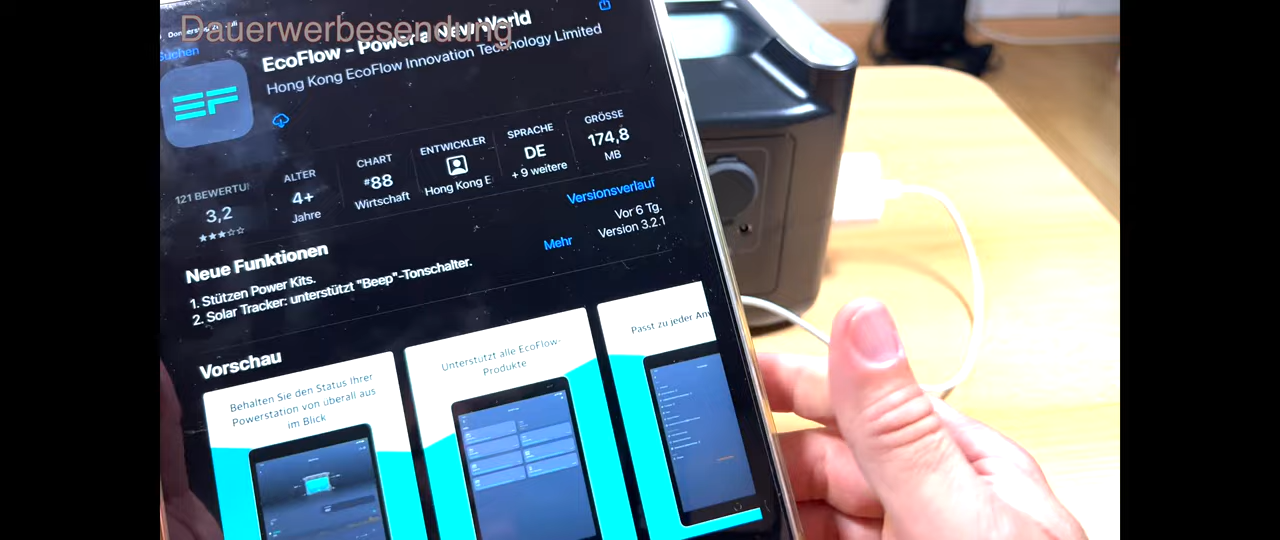 Dauerwerbesendung
Suchen
EcoFlow - Power a New World
Hong Kong EcoFlow Innovation Technology Limited
121 BEWERTU
3,2
ALTER
4+
Jahre
CHART
#88
Wirtschaft
ENTWICKLER
Hong Kong E
SPRACHE
DE
+ 9 weitere
GRÖSSE
174,8
MB
Neue Funktionen
Versionsverlauf
1. Stützen Power Kits.
2. Solar Tracker: unterstützt "Beep"-Tonschalter.
Mehr
Vor 6 Tg.
Version 3.2.1
Vorschau
Behalten Sie den Status Ihrer
Powerstation von überall aus
im Blick
Unterstützt alle EcoFlow-
Produkte
Passt zu jeder An